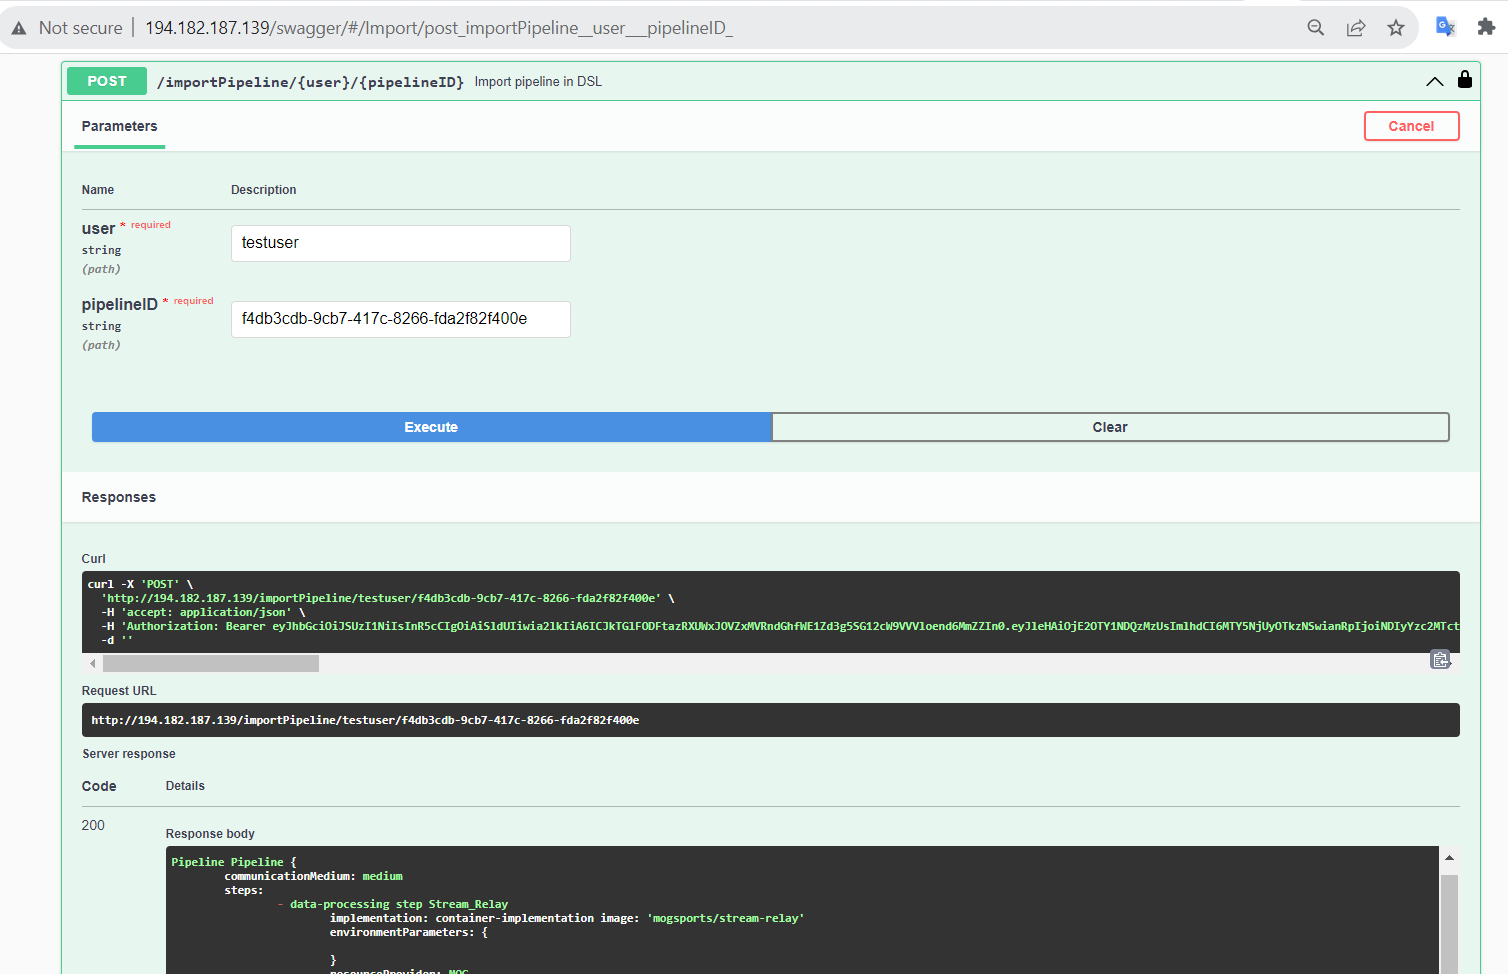 Not secure | 194.182.187.139/swagger/#/Import/post_importPipeline__user___pipelineID_
POST /importPipeline/{user}/{pipelineID} Import pipeline in DSL
Parameters
Cancel
Name Description
user * required
string
(path)
testuser
pipelineID * required
string
(path)
f4db3cdb-9cb7-417c-8266-fda2f82f400e
Execute Clear
Responses
Curl
curl -X 'POST' \
'http://194.182.187.139/importPipeline/testuser/f4db3cdb-9cb7-417c-8266-fda2f82f400e' \
-H 'accept: application/json' \
-H 'Authorization: Bearer
-d ''
Request URL
http://194.182.187.139/importPipeline/testuser/f4db3cdb-9cb7-417c-8266-fda2f82f400e
Server response
Code Details
200
Response body
Pipeline Pipeline {
communicationMedium: medium
steps:
- data-processing step Stream_Relay
implementation: container-implementation image: 'mogsports/stream-relay'
environmentParameters: {
}
resourceProvider: MOG